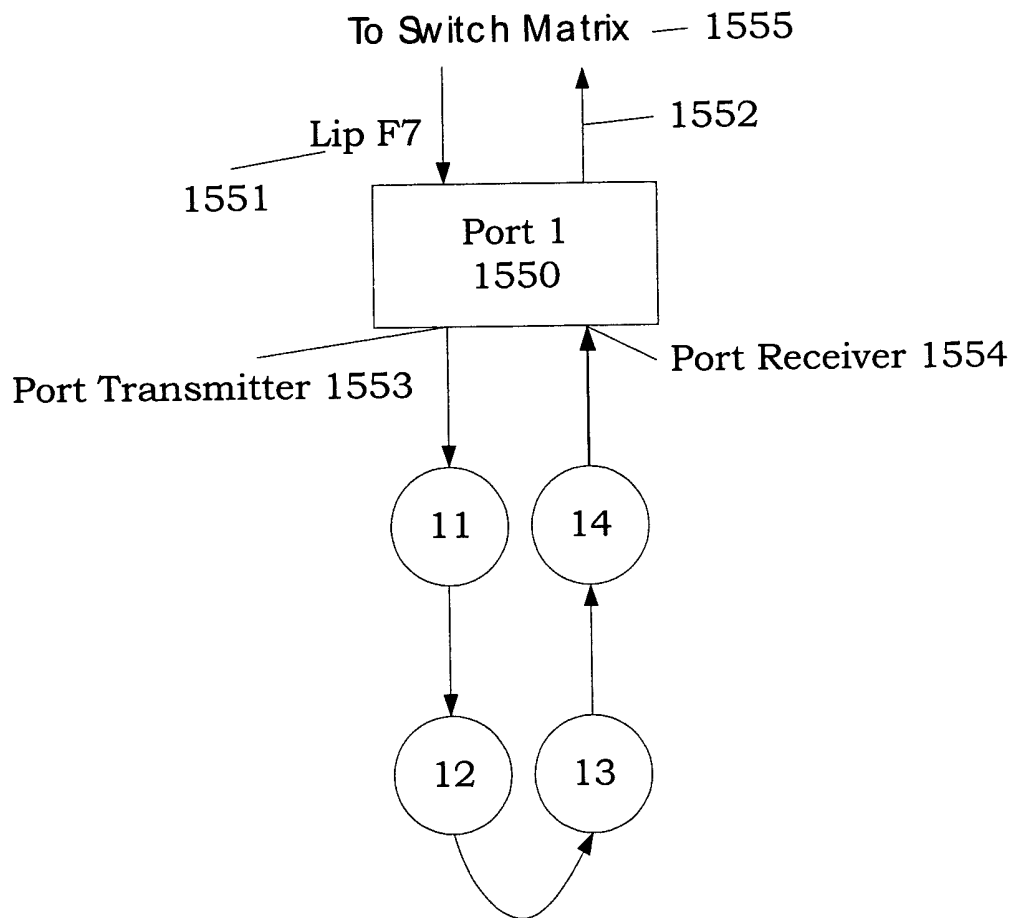 To Switch Matrix 1555
1552
Lip F7
1551
Port 1
1550
Port Receiver 1554
Port Transmitter 1553
11
14
12
13